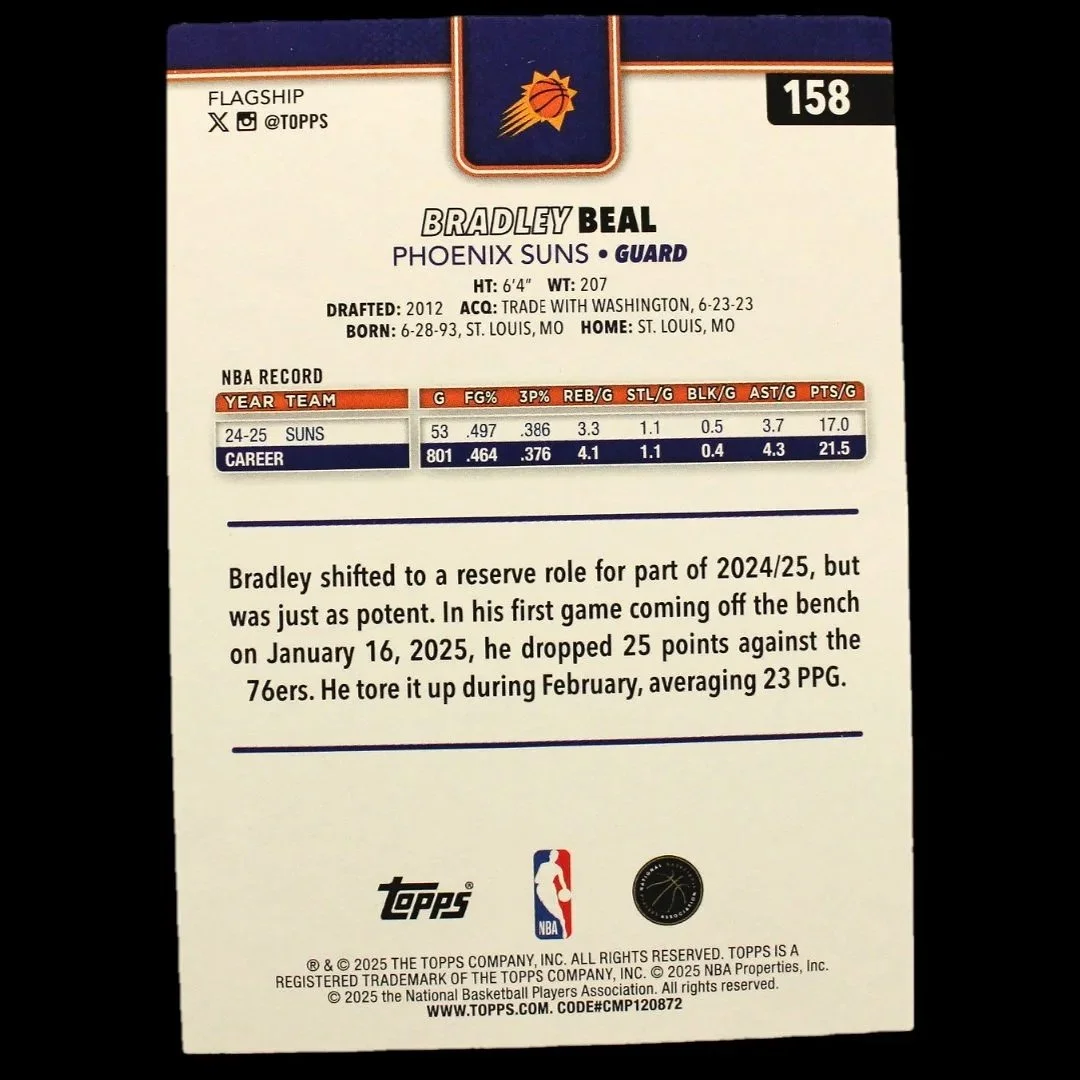 FLAGSHIP
158
@TOPPS
BRADLEY BEAL
PHOENIX SUNS • GUARD
HT: 6'4" WT: 207
DRAFTED: 2012 ACQ: TRADE WITH WASHINGTON, 6-23-23
BORN: 6-28-93, ST. LOUIS, MO HOME: ST. LOUIS, MO
NBA RECORD
YEAR TEAM G FG% 3P% REB/G STL/G BLK/G AST/G PTS/G
24-25 SUNS 53 .497 .386 3.3 1.1 0.5 3.7 17.0
CAREER 801 .464 .376 4.1 1.1 0.4 4.3 21.5
Bradley shifted to a reserve role for part of 2024/25, but
was just as potent. In his first game coming off the bench
on January 16, 2025, he dropped 25 points against the
76ers. He tore it up during February, averaging 23 PPG.
Topps®
NBA
NATIONAL BASKETBALL
ASSOCIATION
® & © 2025 THE TOPPS COMPANY, INC. ALL RIGHTS RESERVED. TOPPS IS A
REGISTERED TRADEMARK OF THE TOPPS COMPANY, INC. © 2025 NBA Properties, Inc.
© 2025 the National Basketball Players Association. All rights reserved.
WWW.TOPPS.COM. CODE#CMP120872